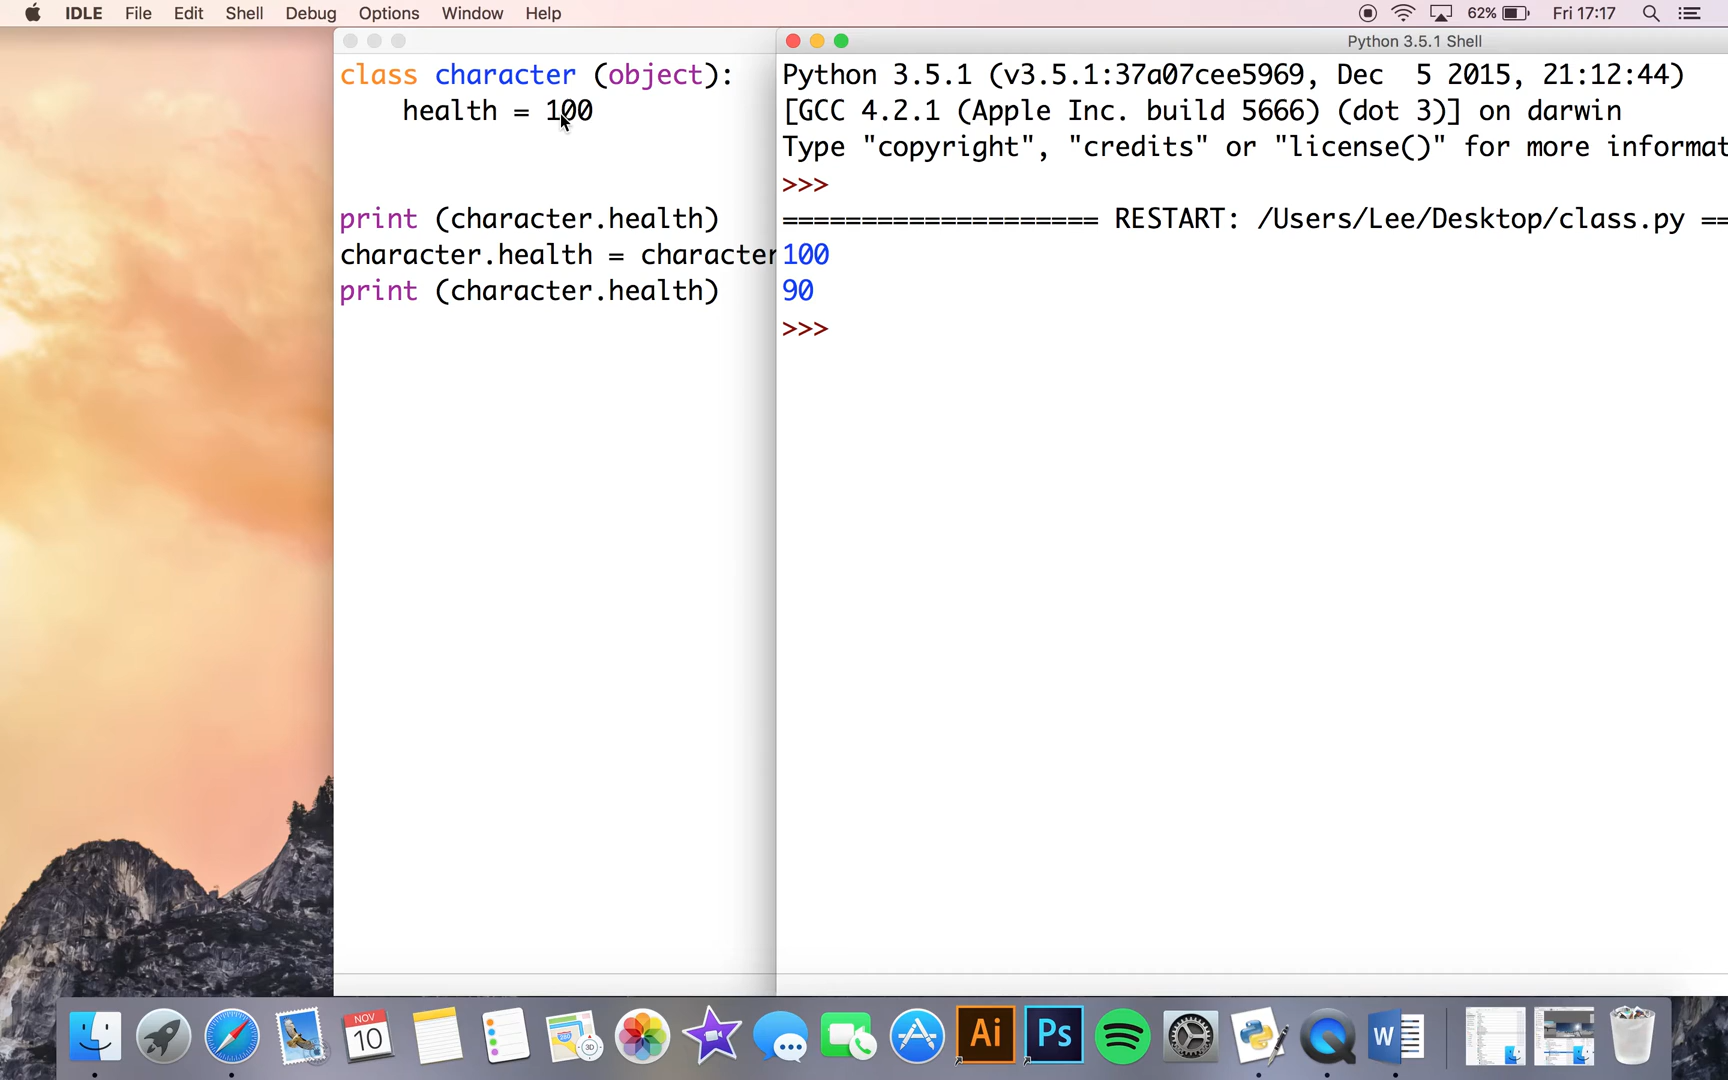 IDLE File Edit Shell Debug Options Window Help 62% Fri 17:17
class character (object):
health = 100
print (character.health)
character.health = character
print (character.health)
Python 3.5.1 Shell
Python 3.5.1 (v3.5.1:37a07cee5969, Dec 5 2015, 21:12:44)
[GCC 4.2.1 (Apple Inc. build 5666) (dot 3)] on darwin
Type "copyright", "credits" or "license()" for more informat
>>>
==================== RESTART: /Users/Lee/Desktop/class.py ==
100
90
>>>
NOV
10
280
3D
Ai
Ps
W